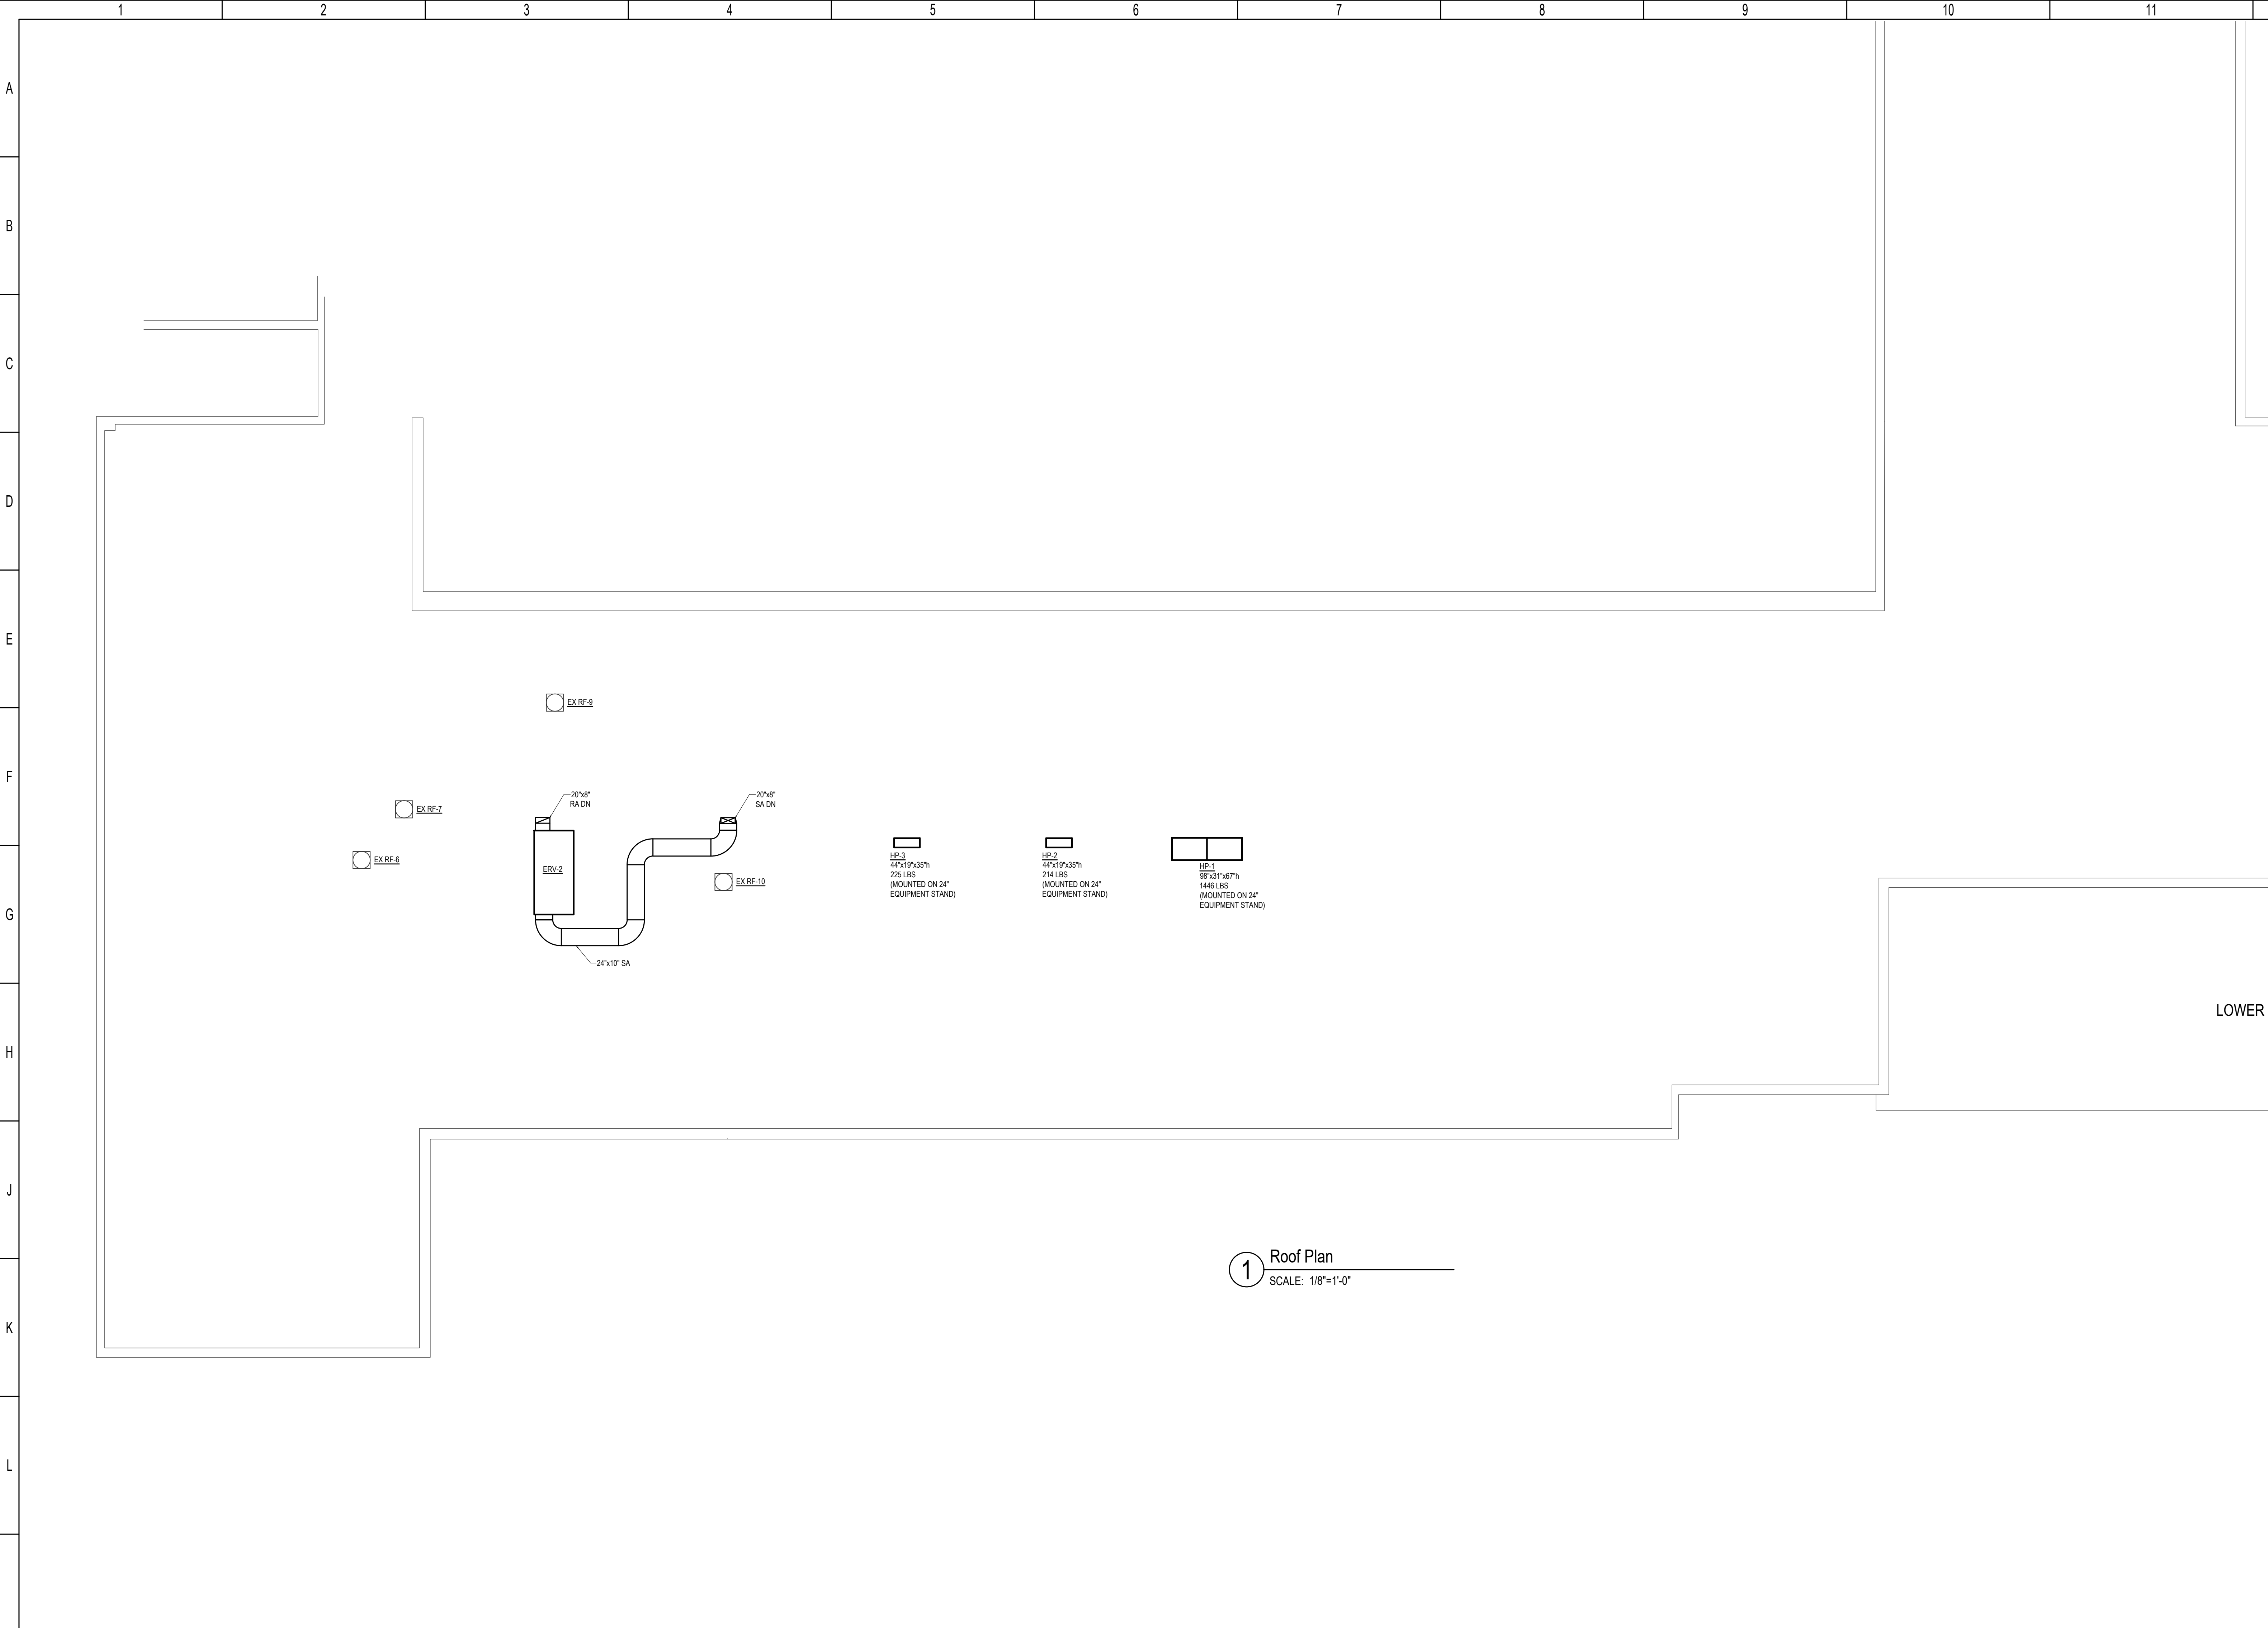 1
2
3
4
5
6
7
8
9
10
11
A
B
C
D
E
F
G
H
J
K
L
EX RF-9
20"x8"
RA DN
20"x8"
SA DN
EX RF-7
EX RF-6
ERV-2
EX RF-10
24"x10" SA
HP-3
44"x19"x35"h
225 LBS
(MOUNTED ON 24"
EQUIPMENT STAND)
HP-2
44"x19"x35"h
214 LBS
(MOUNTED ON 24"
EQUIPMENT STAND)
HP-1
98"x31"x67"h
1446 LBS
(MOUNTED ON 24"
EQUIPMENT STAND)
LOWER
1
Roof Plan
SCALE: 1/8"=1'-0"